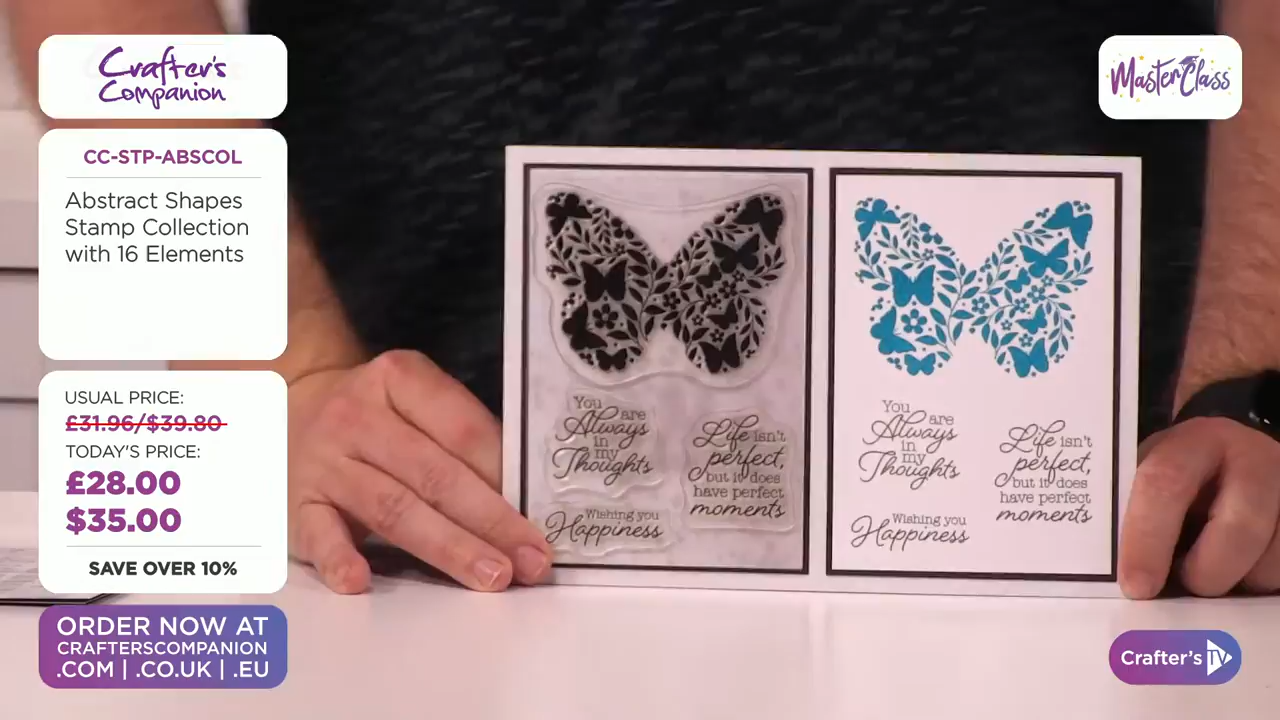 Crafter's
Companion
CC-STP-ABSCOL
Abstract Shapes
Stamp Collection
with 16 Elements
USUAL PRICE:
£31.96/$39.80
TODAY'S PRICE:
£28.00
$35.00
SAVE OVER 10%
ORDER NOW AT
CRAFTERSCOMPANION
.COM | .CO.UK | .EU
MasterClass
You are
Always
in
my
Thoughts
Life isn't
perfect,
but it does
have perfect
moments
Wishing you
Happiness
You are
Always
in
my
Thoughts
Life isn't
perfect,
but it does
have perfect
moments
Wishing you
Happiness
Crafter's TV